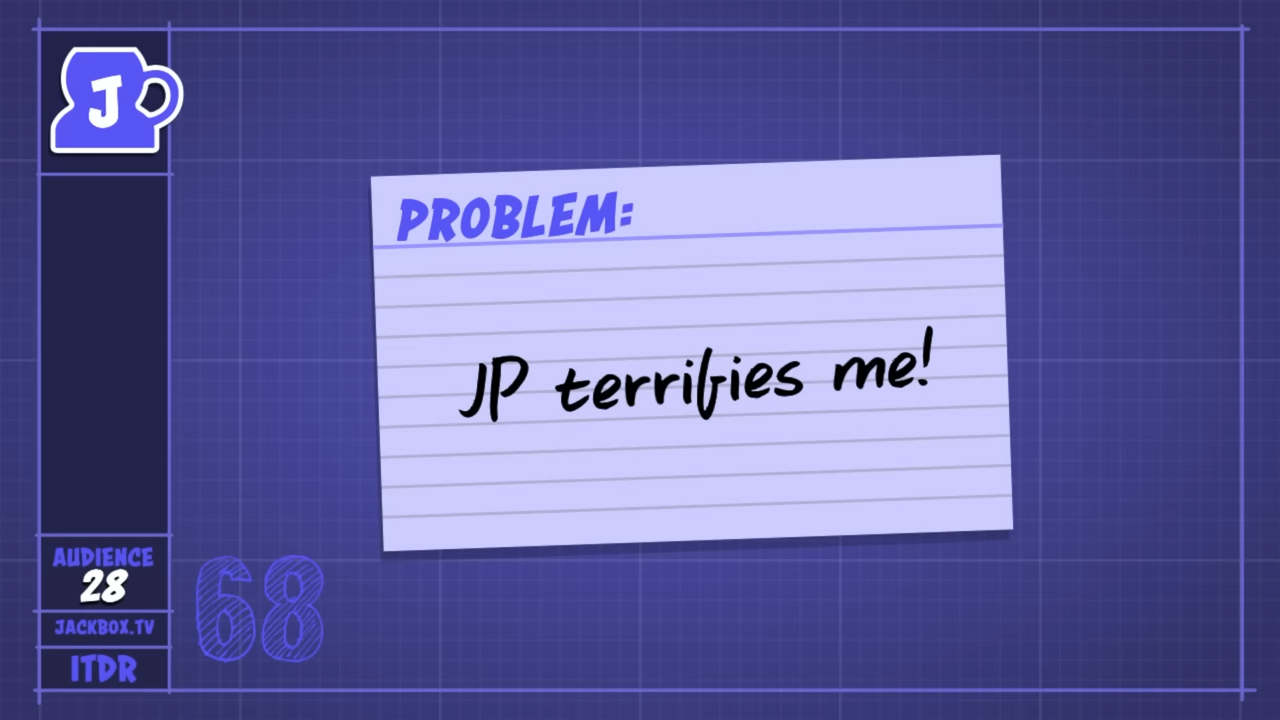 J
PROBLEM:
JP terrifies me!
AUDIENCE
28
JACKBOX.TV
ITDR
68